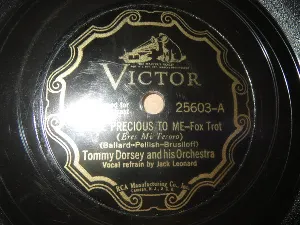 VICTOR
25603-A
PRECIOUS TO ME-Fox Trot
(Eres Mi Tesoro)
(Ballard-Pellish-Brusiloff)
Tommy Dorsey and his Orchestra
Vocal refrain by Jack Leonard
RCA Manufacturing Co.
CAMDEN, N.J., U.S.A.